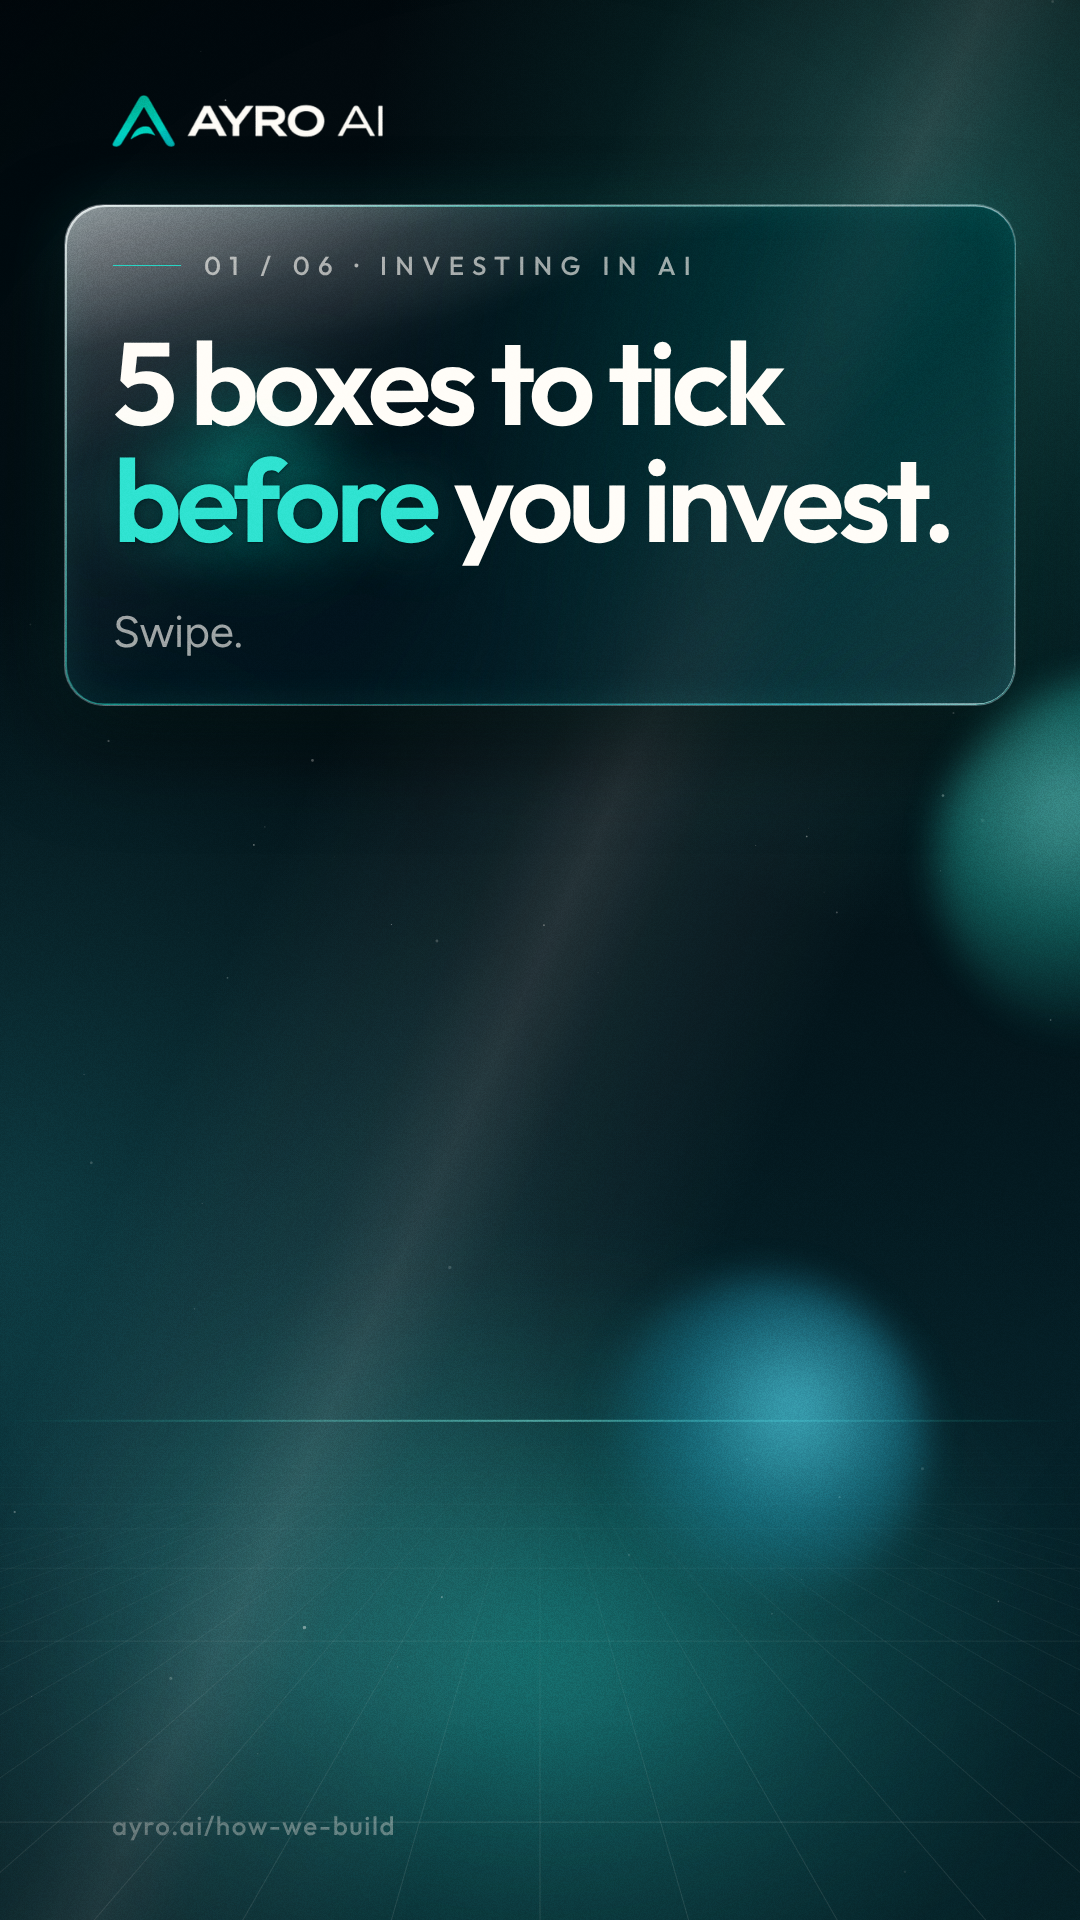 AYRO AI
01 / 06 · INVESTING IN AI
5 boxes to tick
before you invest.
Swipe.
ayro.ai/how-we-build